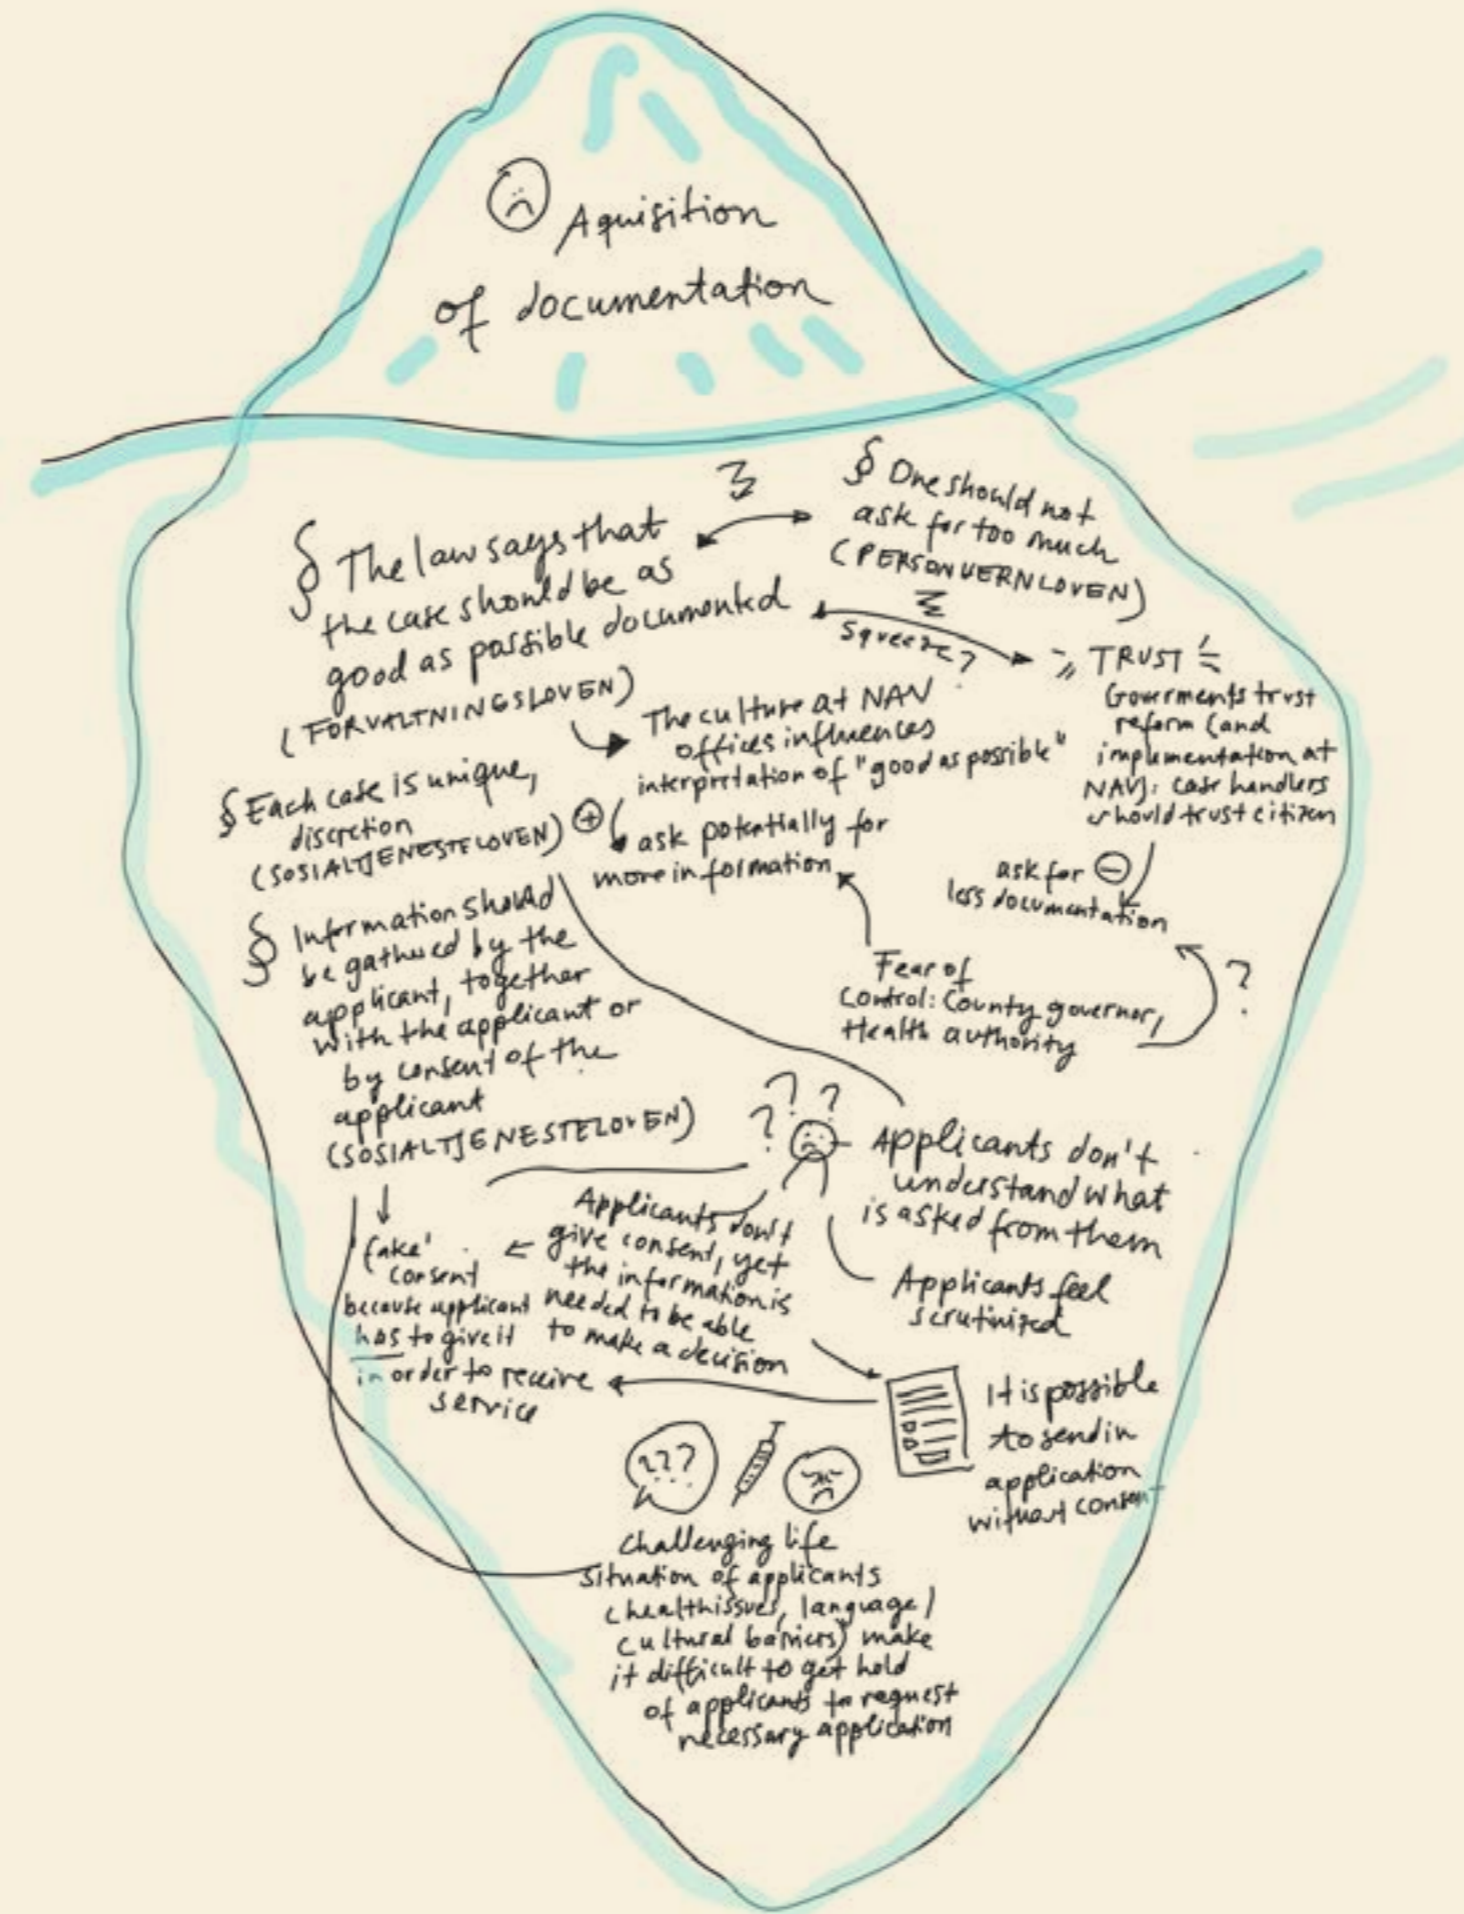 Aquisition
of documentation
§ The law says that
the case should be as
good as possible documented
(FORVALTNINGSLOVEN)
§ One should not
ask for too much
(PERSONVERNLOVEN)
Squeeze?
TRUST
Goverments trust
reform (and
implementation at
NAV): case handlers
should trust citizen
The culture at NAV
offices influences
interpretation of "good as possible"
§ Each case is unique,
discretion
(SOSIALTJENESTELOVEN)
+
ask potentially for
more information
ask for -
less documentation
Fear of
control: County governor,
Health authority
?
§ Information should
be gathered by the
applicant, together
with the applicant or
by consent of the
applicant
(SOSIALTJENESTELOVEN)
? ? ?
Applicants don't
understand what
is asked from them
Applicants feel
scrutinized
Applicants don't
give consent, yet
the information is
needed to be able
to make a decision
'fake'
consent
because applicant
has to give it
in order to receive
service
It is possible
to send in
application
without consent
???
...
Challenging life
situation of applicants
(health issues, language/
cultural barriers) make
it difficult to get hold
of applicants to request
necessary application